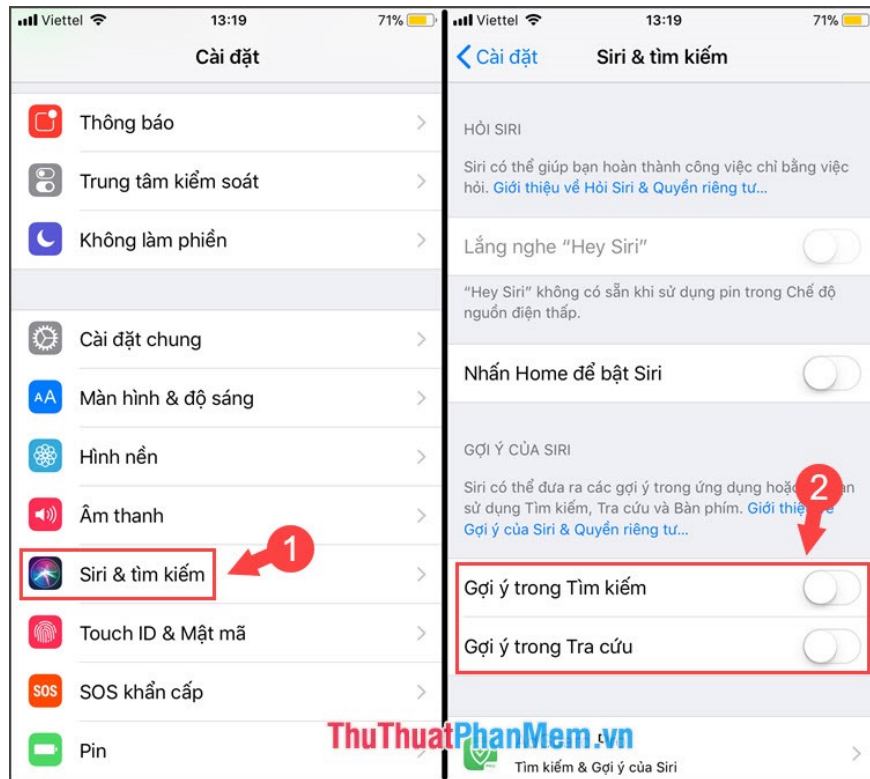 Viettel 13:19 71%
Cài đặt
Thông báo
Trung tâm kiểm soát
Không làm phiền
Cài đặt chung
AA Màn hình & độ sáng
Hình nền
Âm thanh
Siri & tìm kiếm
1
Touch ID & Mật mã
SOS SOS khẩn cấp
Pin
Viettel 13:19 71%
Cài đặt Siri & tìm kiếm
HỎI SIRI
Siri có thể giúp bạn hoàn thành công việc chỉ bằng việc
hỏi. Giới thiệu về Hỏi Siri & Quyền riêng tư...
Lắng nghe “Hey Siri”
“Hey Siri” không có sẵn khi sử dụng pin trong Chế độ
nguồn điện thấp.
Nhấn Home để bật Siri
GỢI Ý CỦA SIRI
Siri có thể đưa ra các gợi ý trong ứng dụng hoặc
2
sử dụng Tìm kiếm, Tra cứu và Bàn phím. Giới
Gợi ý của Siri & Quyền riêng tư...
Gợi ý trong Tìm kiếm
Gợi ý trong Tra cứu
ThuThuatPhanMem.vn
Tìm kiếm & Gợi ý của Siri